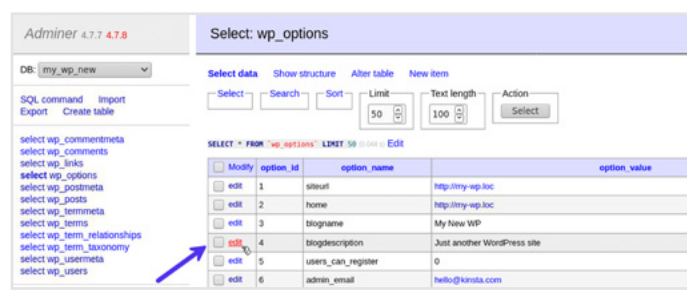 Adminer 4.7.7 4.7.8
Select: wp_options
DB: my_wp_new
Select data Show structure Alter table New item
SQL command Import
Export Create table
Select Search Sort Limit Text length Action
50 100 Select
SELECT * FROM `wp_options` LIMIT 50 (0.044 s) Edit
select wp_commentmeta
select wp_comments
select wp_links
select wp_options
select wp_postmeta
select wp_posts
select wp_termmeta
select wp_terms
select wp_term_relationships
select wp_term_taxonomy
select wp_usermeta
select wp_users
Modify option_id option_name option_value
edit 1 siteurl http://my-wp.loc
edit 2 home http://my-wp.loc
edit 3 blogname My New WP
edit 4 blogdescription Just another WordPress site
edit 5 users_can_register 0
edit 6 admin_email hello@kinsta.com